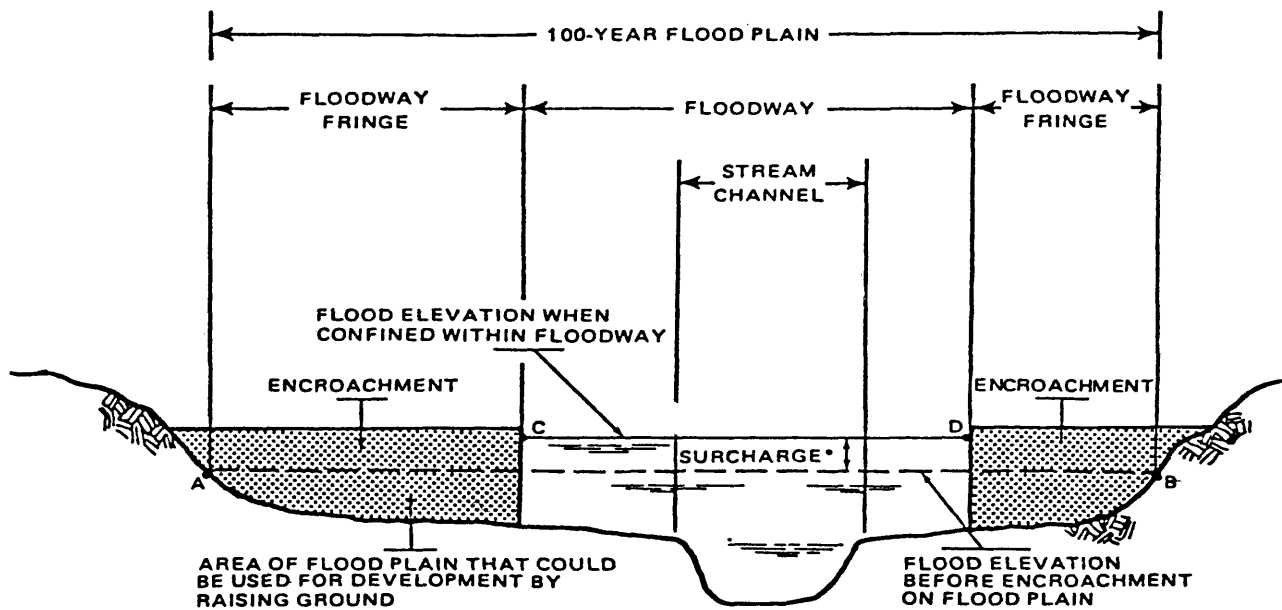 100-YEAR FLOOD PLAIN
FLOODWAY
FRINGE
FLOODWAY
FLOODWAY
FRINGE
STREAM
CHANNEL
FLOOD ELEVATION WHEN
CONFINED WITHIN FLOODWAY
ENCROACHMENT
ENCROACHMENT
C
D
SURCHARGE*
A
B
AREA OF FLOOD PLAIN THAT COULD
BE USED FOR DEVELOPMENT BY
RAISING GROUND
FLOOD ELEVATION
BEFORE ENCROACHMENT
ON FLOOD PLAIN